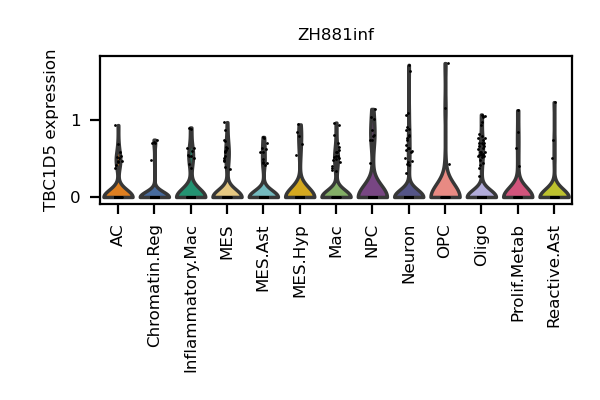 ZH881inf
TBC1D5 expression
1
0
AC
Chromatin.Reg
Inflammatory.Mac
MES
MES.Ast
MES.Hyp
Mac
NPC
Neuron
OPC
Oligo
Prolif.Metab
Reactive.Ast